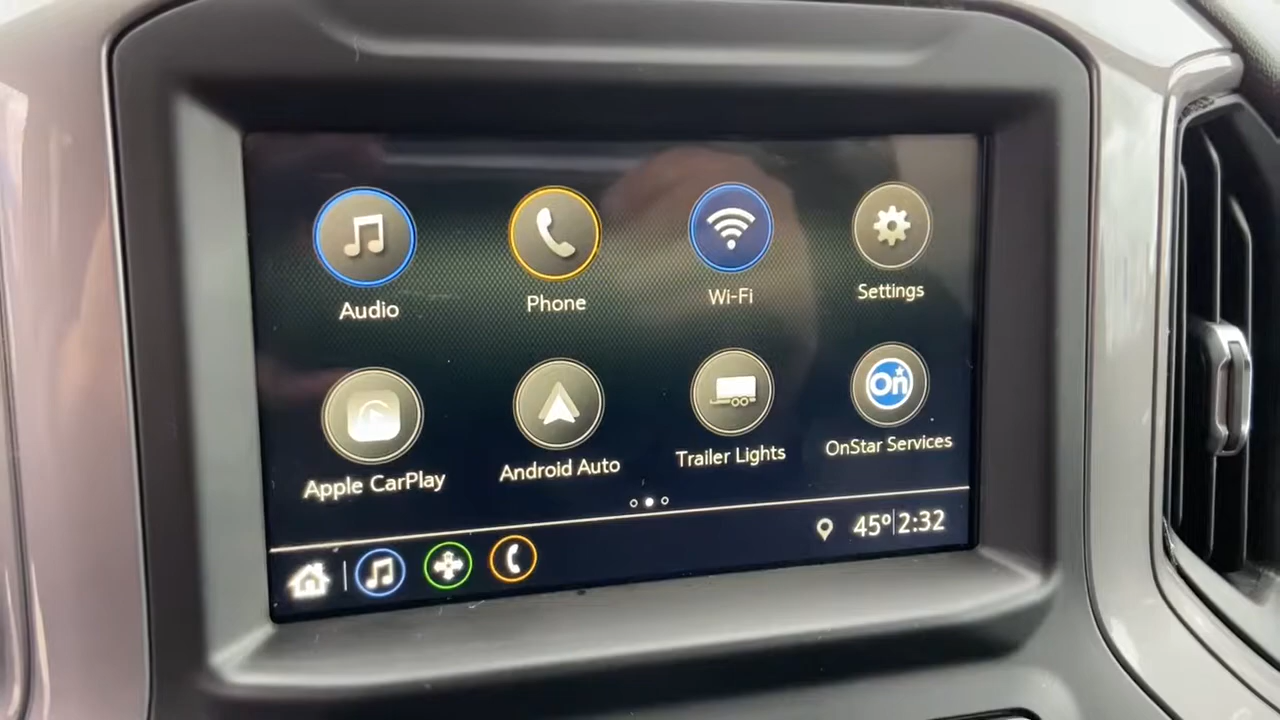 Audio
Phone
Wi-Fi
Settings
Apple CarPlay
Android Auto
Trailer Lights
On
OnStar Services
45° 2:32